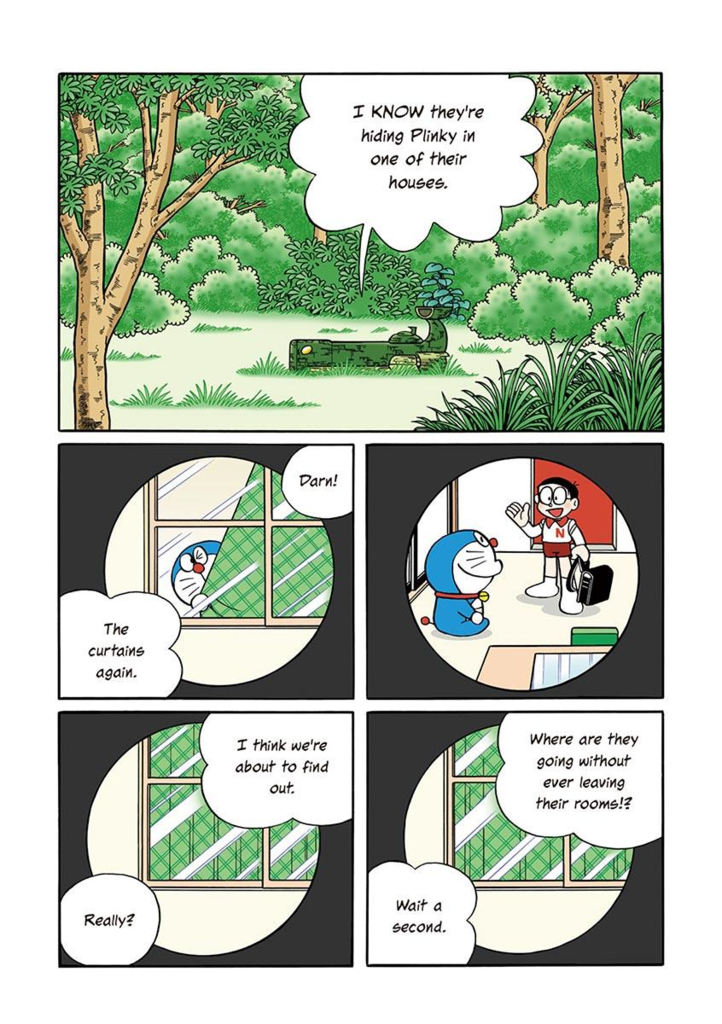 I KNOW they're
hiding Plinky in
one of their
houses.
N
Darn!
The
curtains
again.
Where are they
going without
ever leaving
their rooms!?
Wait a
second.
I think we're
about to find
out.
Really?